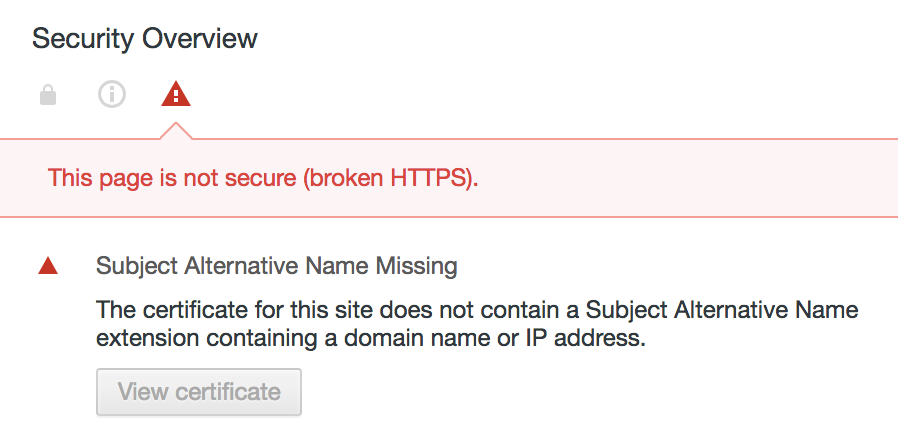 Security Overview
This page is not secure (broken HTTPS).
Subject Alternative Name Missing
The certificate for this site does not contain a Subject Alternative Name
extension containing a domain name or IP address.
View certificate